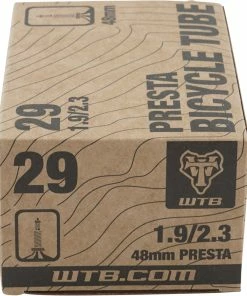 48mm
29
1.9/2.3
PRESTA
BICYCLE TUBE
29
WTB
1.9/2.3
48mm PRESTA
WTB.COM